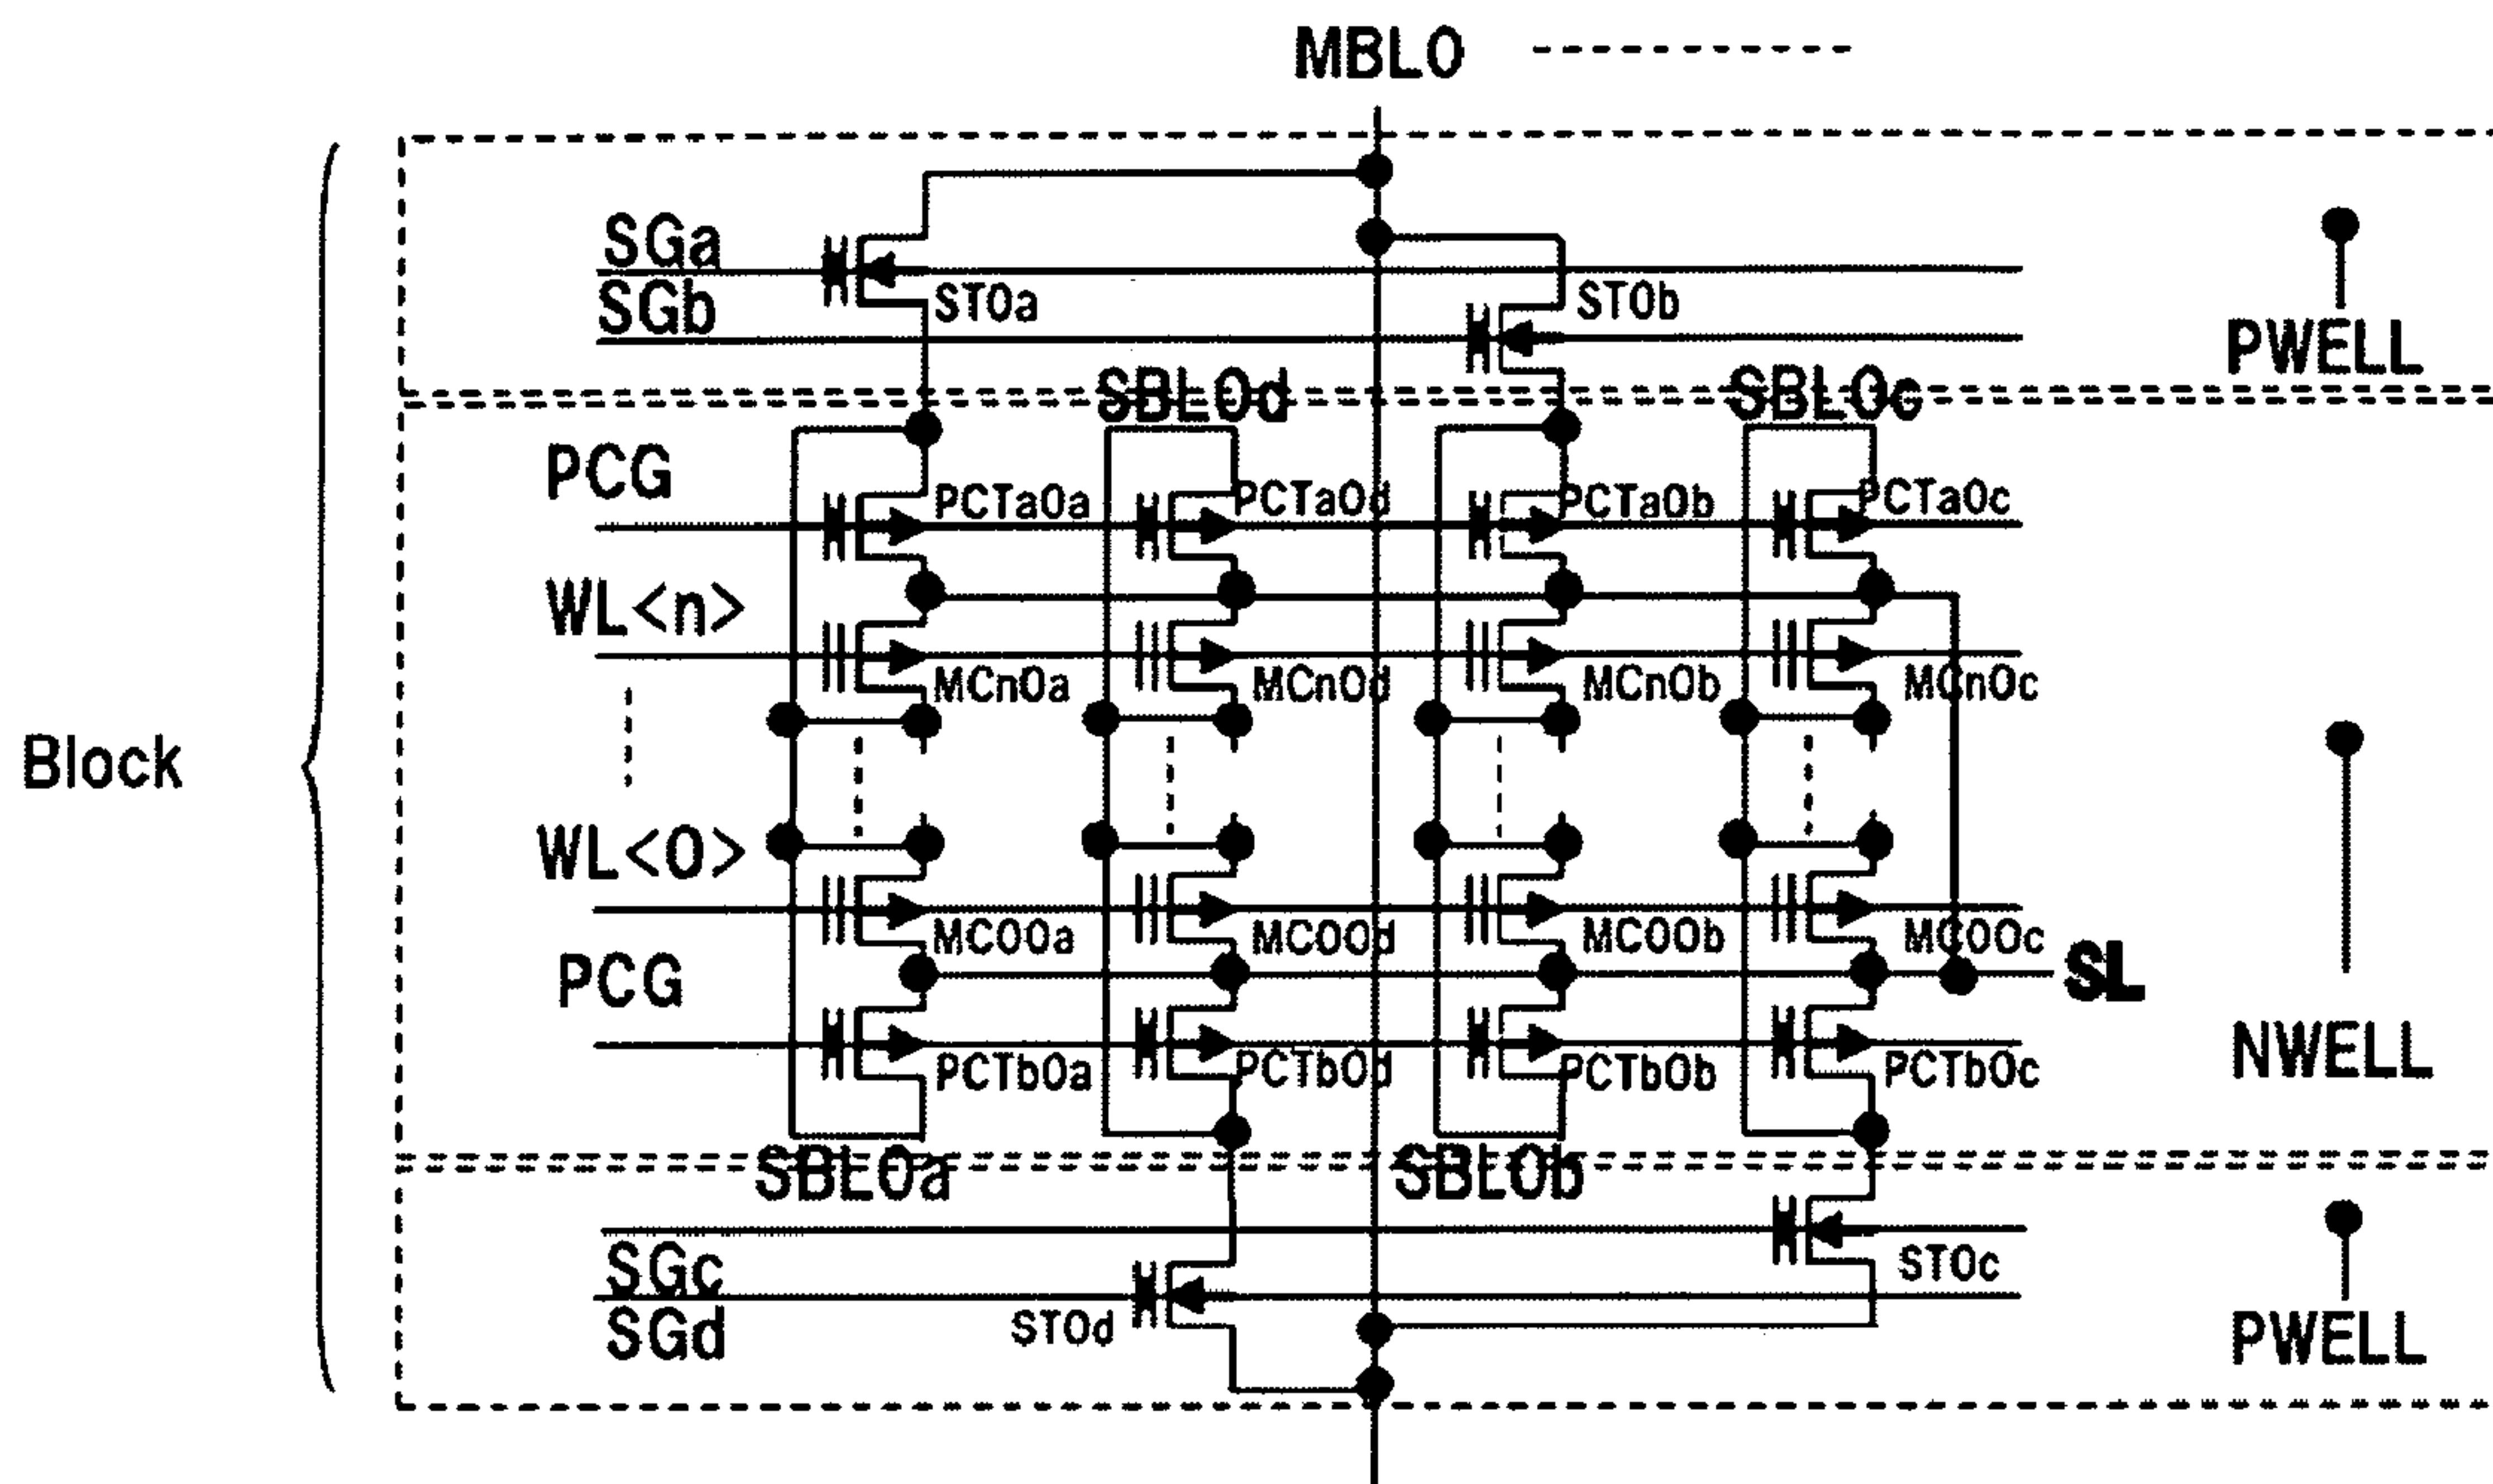 MBL0
SGa
ST0a
ST0b
SGb
PWELL
SBL0d
SBL0c
PCG
PCTa0a
PCTa0d
PCTa0b
PCTa0c
WL<n>
MCn0a
MCn0d
MCn0b
MCn0c
Block
WL<0>
MC00a
MC00d
MC00b
MC00c
SL
PCG
NWELL
PCTb0a
PCTb0d
PCTb0b
PCTb0c
SBL0a
SBL0b
SGc
ST0c
SGd
ST0d
PWELL